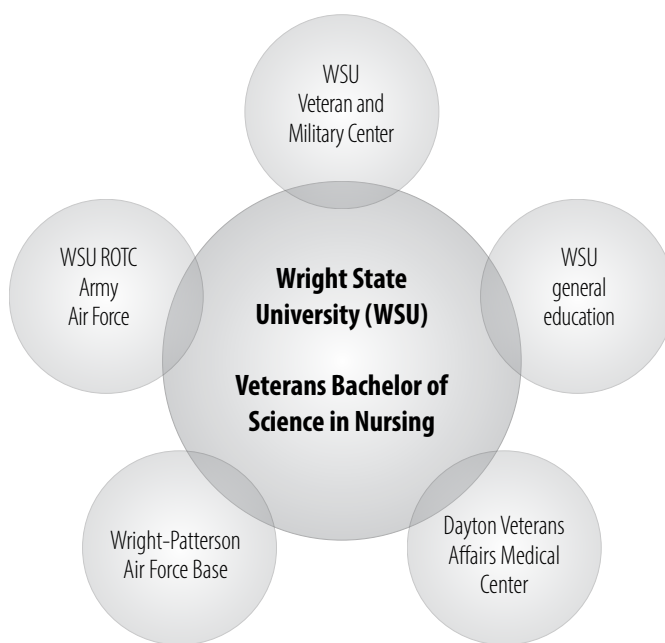 WSU
Veteran and
Military Center
WSU ROTC
Army
Air Force
Wright State
University (WSU)
Veterans Bachelor of
Science in Nursing
WSU
general
education
Wright-Patterson
Air Force Base
Dayton Veterans
Affairs Medical
Center